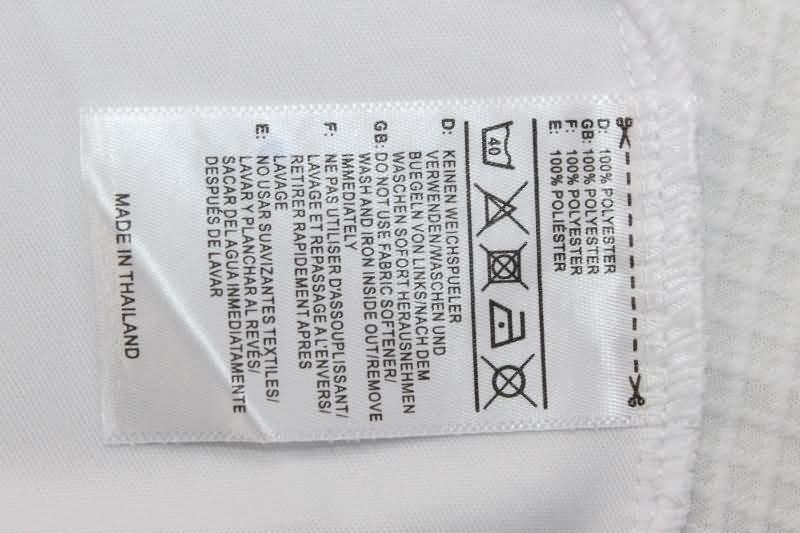 D: 100% POLYESTER
GB: 100% POLYESTER
F: 100% POLYESTER
E: 100% POLIÉSTER
40
D: KEINEN WEICHSPUELER
VERWENDEN/WASCHEN UND
BUEGELN VON LINKS/NACH DEM
WASCHEN SOFORT HERAUSNEHMEN
GB: DO NOT USE FABRIC SOFTENER/
WASH AND IRON INSIDE OUT/REMOVE
IMMEDIATELY
F: NE PAS UTILISER D'ASSOUPLISSANT/
LAVAGE ET REPASSAGE A L'ENVERS/
RETIRER RAPIDEMENT APRES
LAVAGE
E: NO USAR SUAVIZANTES TEXTILES/
LAVAR Y PLANCHAR AL REVÉS/
SACAR DEL AGUA INMEDIATAMENTE
DESPUÉS DE LAVAR
MADE IN THAILAND